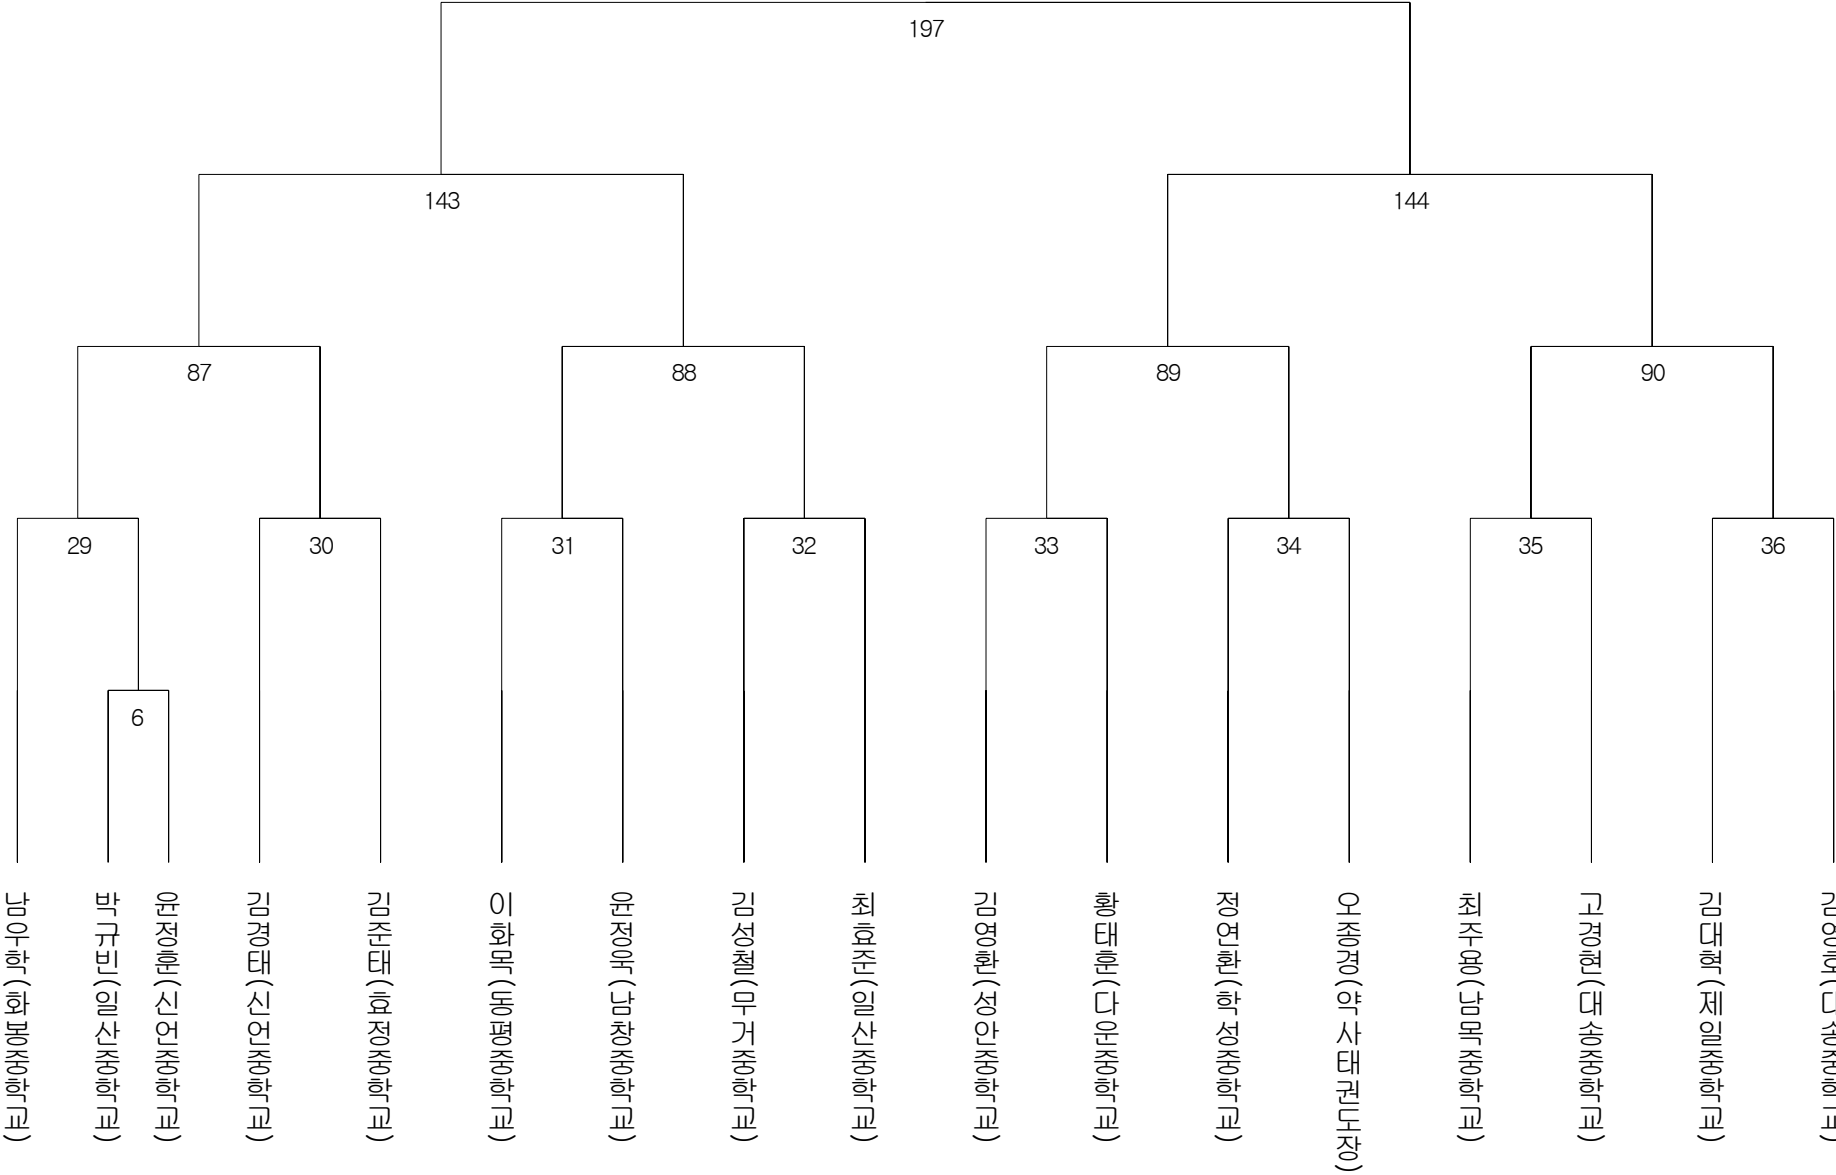 197
143
144
87
88
89
90
29
30
31
32
33
34
35
36
6
남우학(화봉중학교)
박규빈(일산중학교)
윤정훈(신언중학교)
김경태(신언중학교)
김준태(효정중학교)
이화목(동평중학교)
윤정욱(남창중학교)
김성철(무거중학교)
최효준(일산중학교)
김영환(성안중학교)
황태훈(다운중학교)
정연환(학성중학교)
오종경(약사태권도장)
최주용(남목중학교)
고경현(대송중학교)
김대혁(제일중학교)